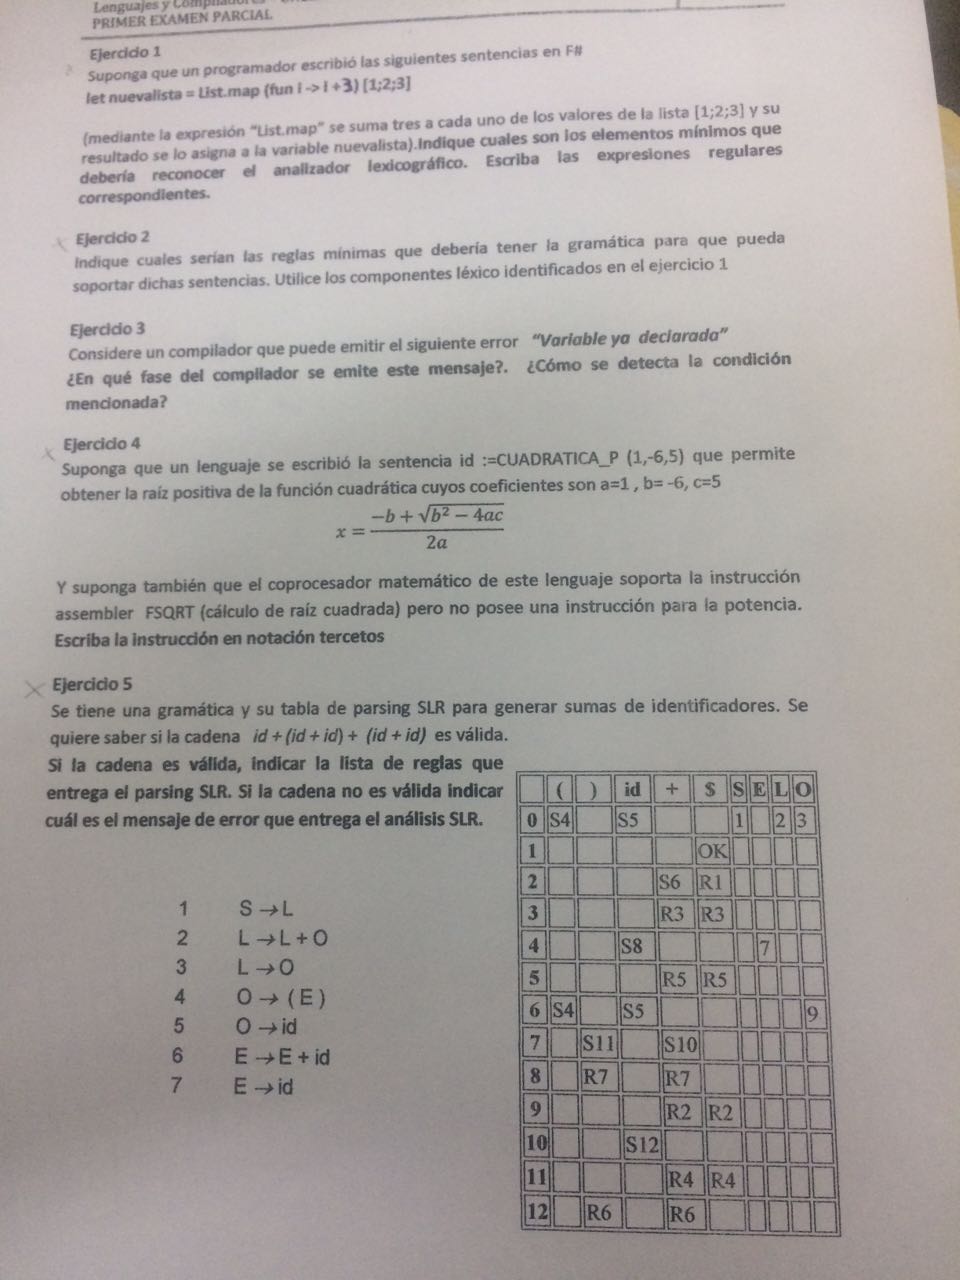 Lenguajes y Compiladores
PRIMER EXAMEN PARCIAL
Ejercicio 1
Suponga que un programador escribió las siguientes sentencias en F#
let nuevalista = List.map (fun i -> i +3) [1;2;3]
(mediante la expresión "List.map" se suma tres a cada uno de los valores de la lista [1;2;3] y su
resultado se lo asigna a la variable nuevalista).Indique cuales son los elementos mínimos que
debería reconocer el analizador lexicográfico. Escriba las expresiones regulares
correspondientes.
Ejercicio 2
Indique cuales serían las reglas mínimas que debería tener la gramática para que pueda
soportar dichas sentencias. Utilice los componentes léxico identificados en el ejercicio 1
Ejercicio 3
Considere un compilador que puede emitir el siguiente error "Variable ya declarada"
¿En qué fase del compilador se emite este mensaje?. ¿Cómo se detecta la condición
mencionada?
Ejercicio 4
Suponga que un lenguaje se escribió la sentencia id :=CUADRATICA_P (1,-6,5) que permite
obtener la raíz positiva de la función cuadrática cuyos coeficientes son a=1 , b= -6, c=5
x = (-b + √(b² − 4ac)) / 2a
Y suponga también que el coprocesador matemático de este lenguaje soporta la instrucción
assembler FSQRT (cálculo de raíz cuadrada) pero no posee una instrucción para la potencia.
Escriba la instrucción en notación tercetos
Ejercicio 5
Se tiene una gramática y su tabla de parsing SLR para generar sumas de identificadores. Se
quiere saber si la cadena id + (id + id) + (id + id) es válida.
Si la cadena es válida, indicar la lista de reglas que
entrega el parsing SLR. Si la cadena no es válida indicar
cuál es el mensaje de error que entrega el análisis SLR.
1 S → L
2 L → L + O
3 L → O
4 O → ( E )
5 O → id
6 E → E + id
7 E → id
( ) id + $ S E L O
0 S4 S5 1 2 3
1 OK
2 S6 R1
3 R3 R3
4 S8 7
5 R5 R5
6 S4 S5 9
7 S11 S10
8 R7 R7
9 R2 R2
10 S12
11 R4 R4
12 R6 R6